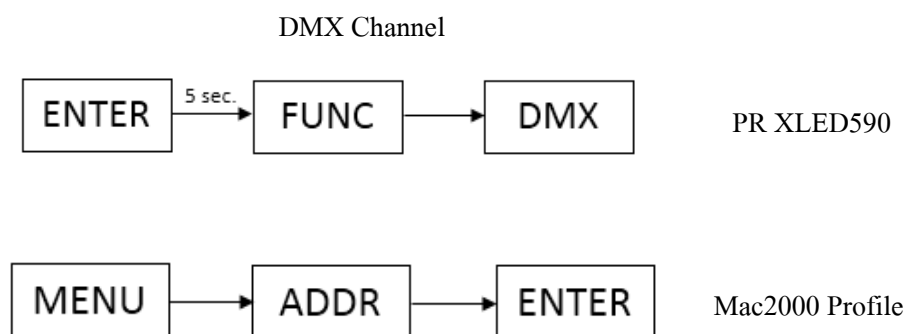 DMX Channel
ENTER 5 sec. FUNC DMX PR XLED590
MENU ADDR ENTER Mac2000 Profile